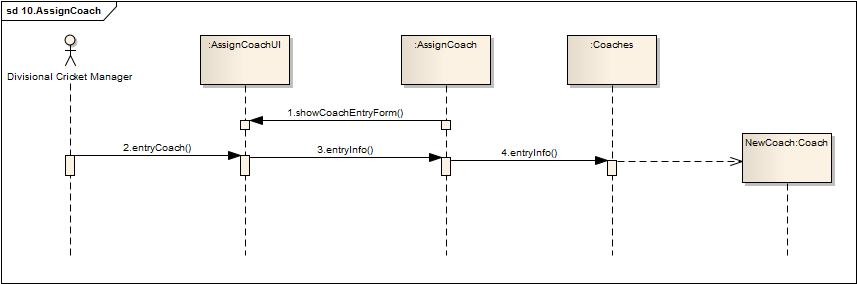 sd 10.AssignCoach
Divisional Cricket Manager
:AssignCoachUI
:AssignCoach
:Coaches
1.showCoachEntryForm()
2.entryCoach()
3.entryInfo()
4.entryInfo()
NewCoach:Coach